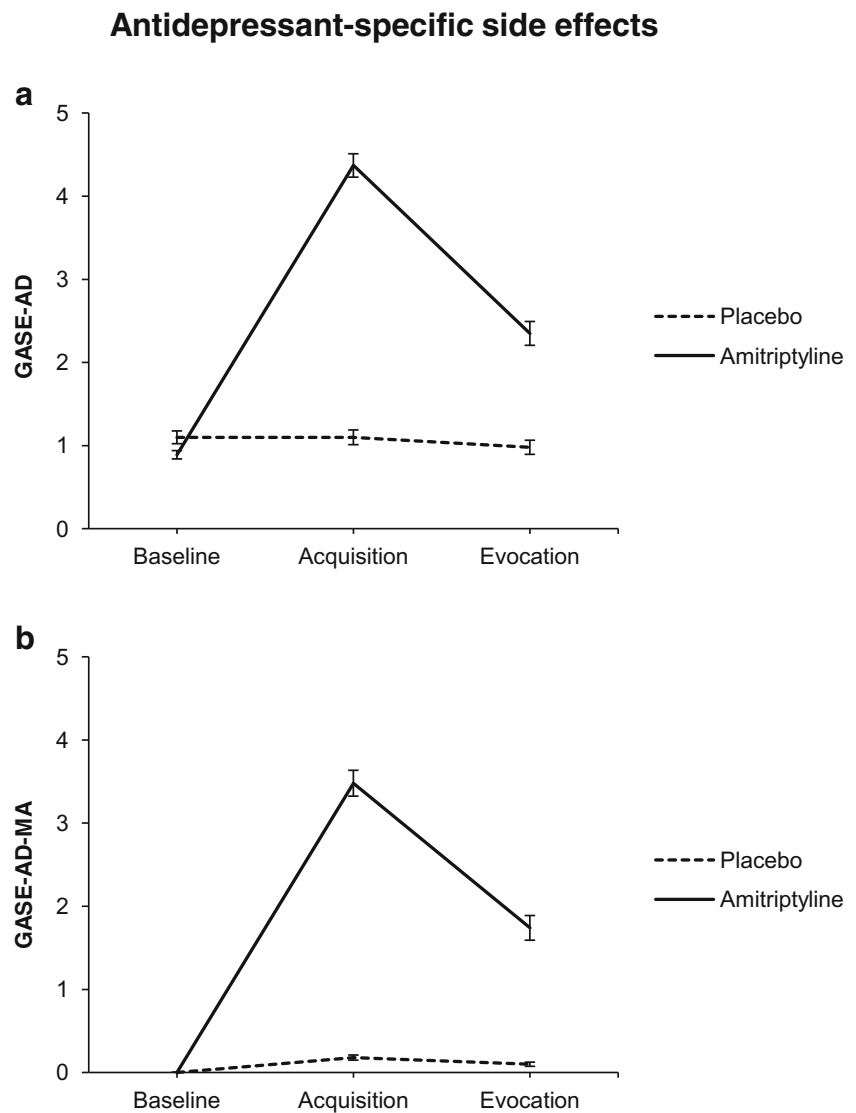 Antidepressant-specific side effects
a
5
4
3
2
1
0
GASE-AD
Baseline Acquisition Evocation
Placebo
Amitriptyline
b
5
4
3
2
1
0
GASE-AD-MA
Baseline Acquisition Evocation
Placebo
Amitriptyline